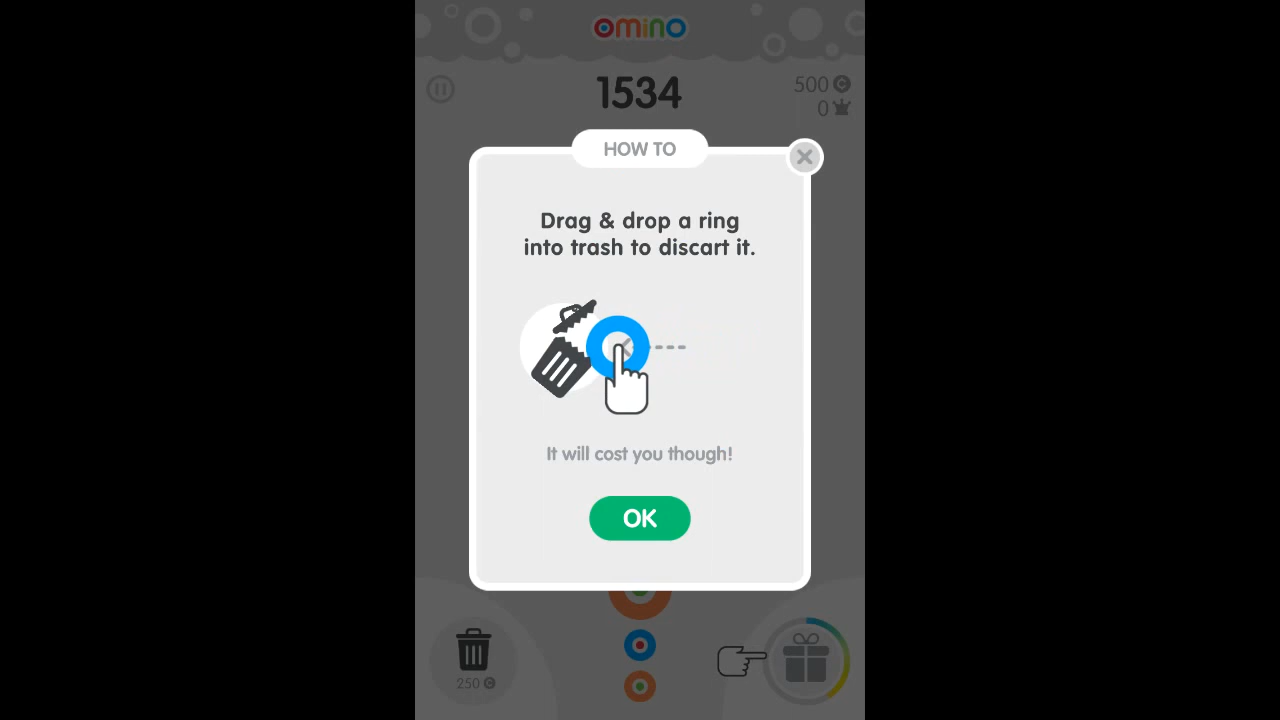 omino
1534
500
0
HOW TO
Drag & drop a ring
into trash to discart it.
It will cost you though!
OK
250